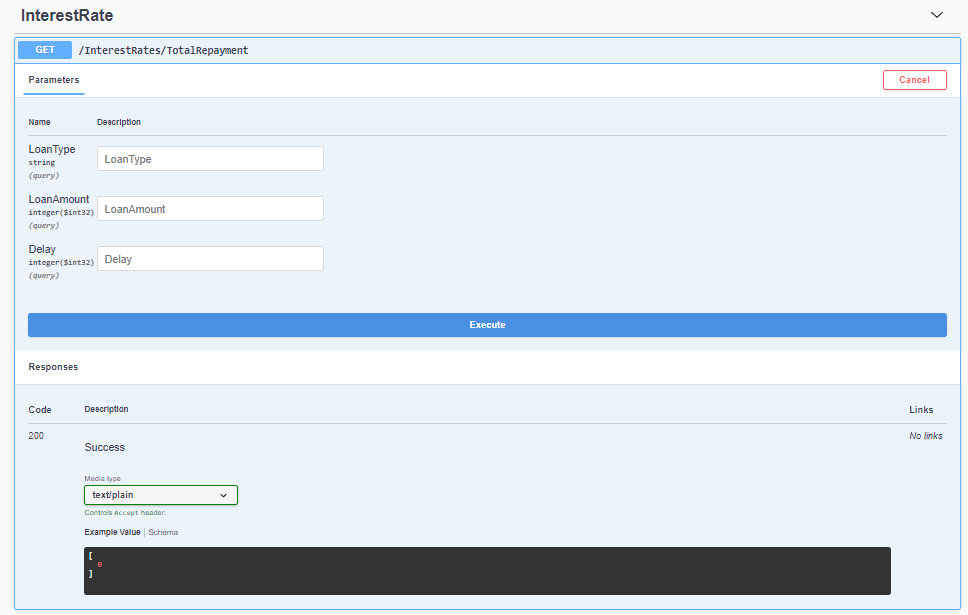 InterestRate
GET /InterestRates/TotalRepayment
Parameters
Cancel
Name Description
LoanType
string
(query)
LoanType
LoanAmount
integer($int32)
(query)
LoanAmount
Delay
integer($int32)
(query)
Delay
Execute
Responses
Code Description Links
200
Success
No links
Media type
text/plain
Controls Accept header.
Example Value | Schema
[
0
]